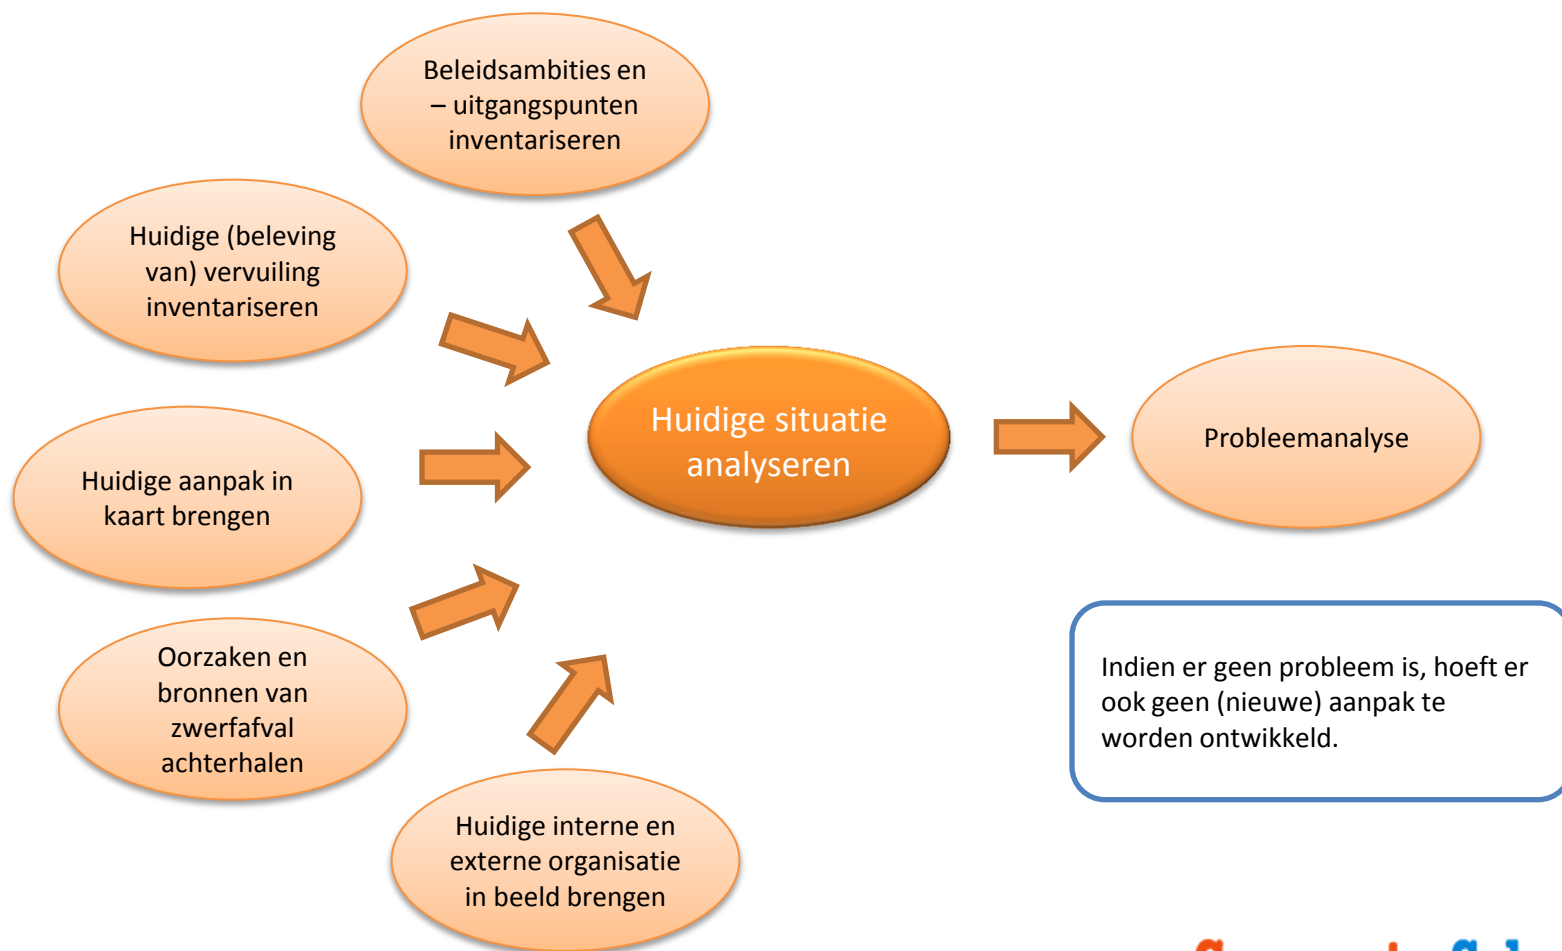 Beleidsambities en
– uitgangspunten
inventariseren
Huidige (beleving
van) vervuiling
inventariseren
Huidige situatie
analyseren
Probleemanalyse
Huidige aanpak in
kaart brengen
Oorzaken en
bronnen van
zwerfafval
achterhalen
Indien er geen probleem is, hoeft er
ook geen (nieuwe) aanpak te
worden ontwikkeld.
Huidige interne en
externe organisatie
in beeld brengen